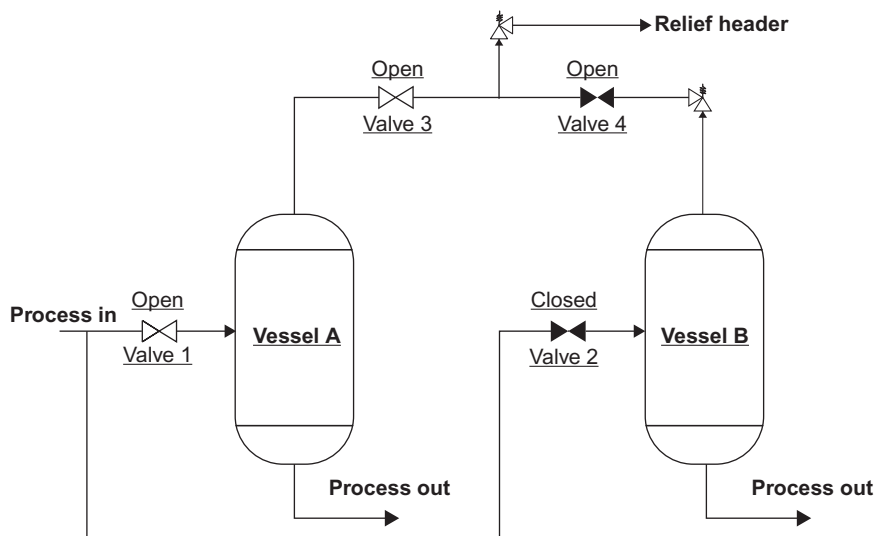 Relief header
Open
Open
Valve 3
Valve 4
Open
Closed
Process in
Vessel A
Vessel B
Valve 1
Valve 2
Process out
Process out